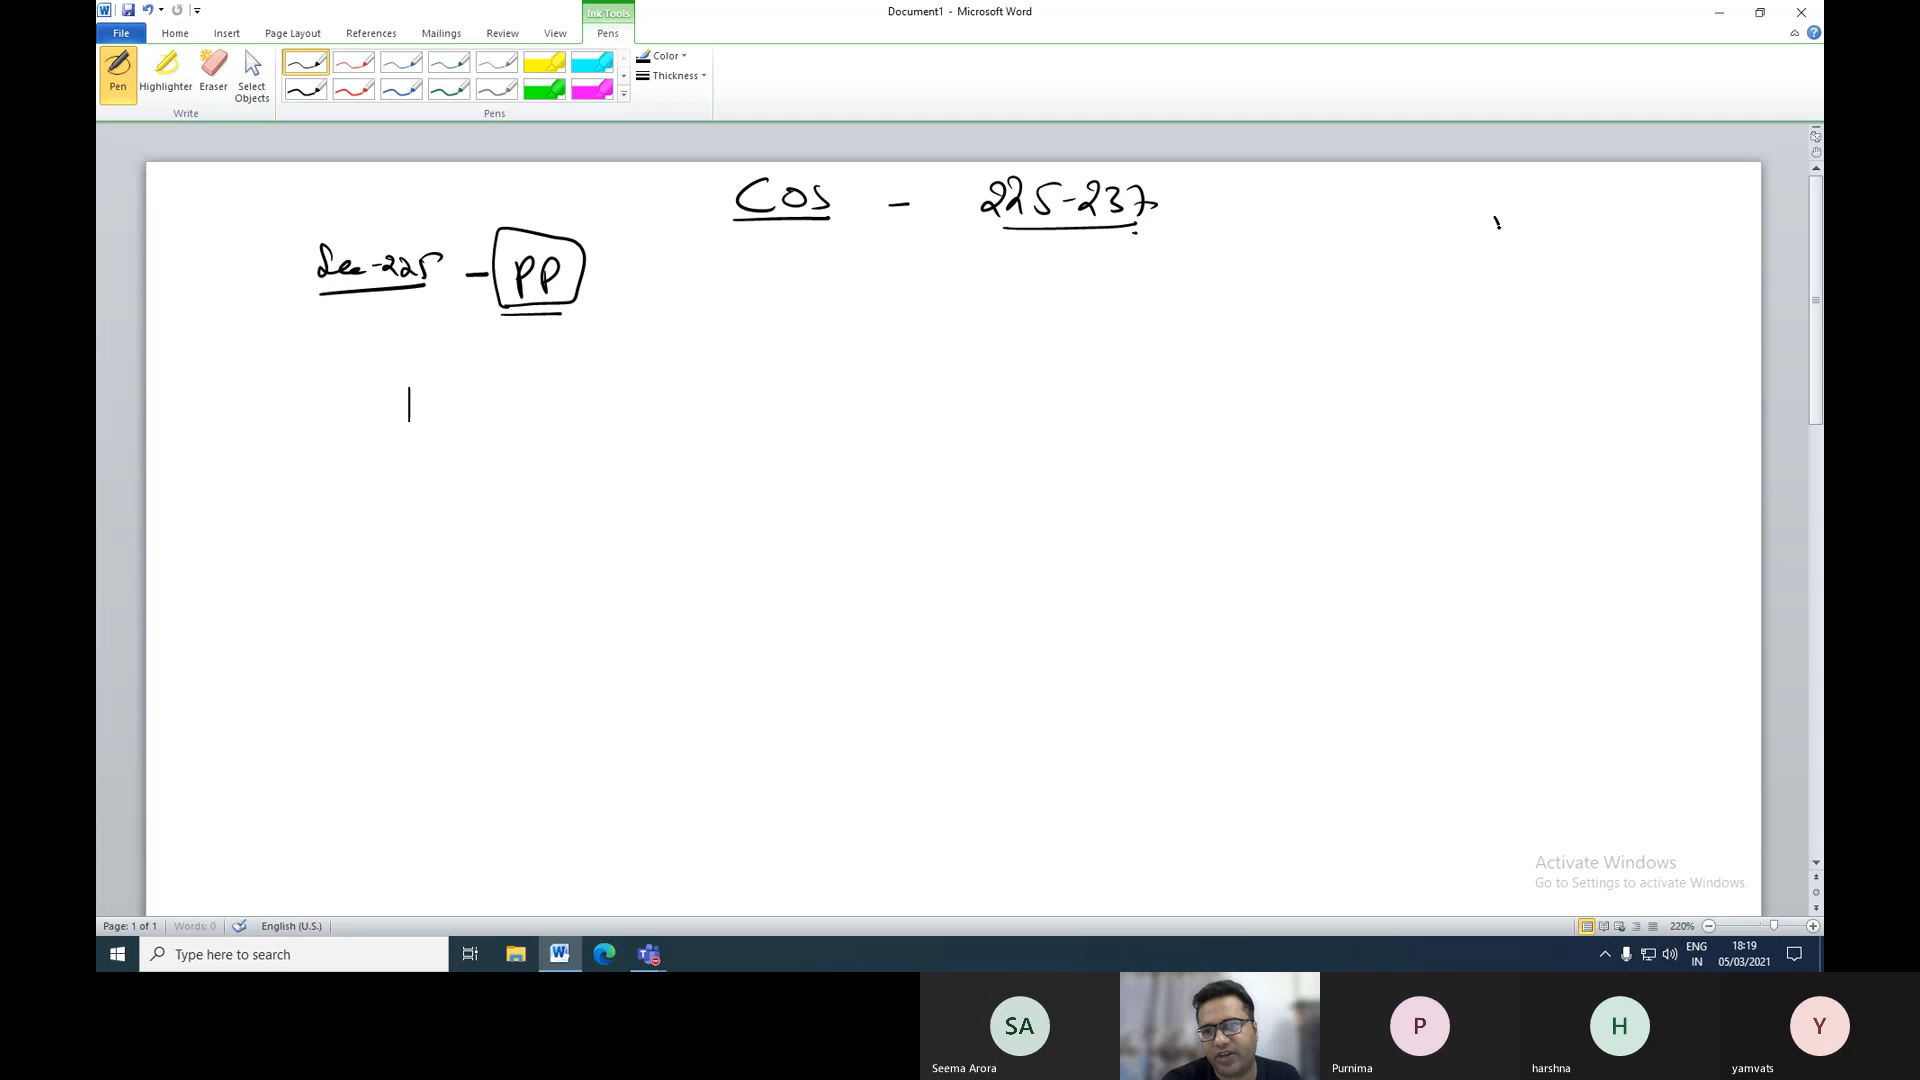 Document1 - Microsoft Word
Ink Tools
File Home Insert Page Layout References Mailings Review View Pens
Pen Highlighter Eraser Select Objects
Color
Thickness
Write Pens
COS - 225-237
Sec-225 - PP
Activate Windows
Go to Settings to activate Windows.
Page: 1 of 1 Words: 0 English (U.S.) 220%
Type here to search
ENG 18:19
IN 05/03/2021
SA P H Y
Seema Arora Purnima harshna yamvats